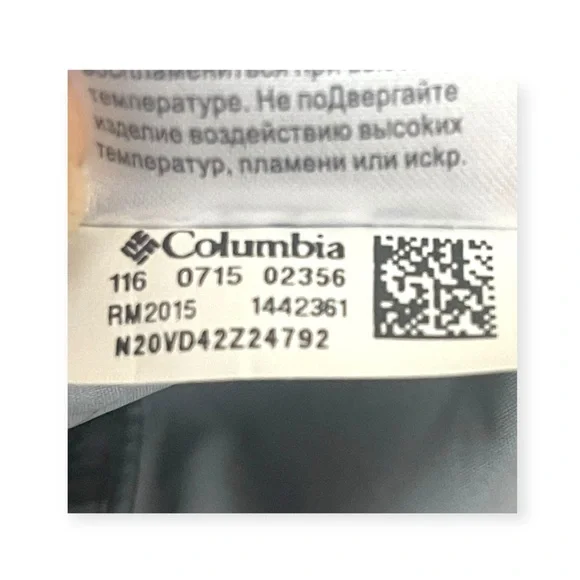 температуре. Не поДвергайте
изделие воздействию высоких
температур, пламени или искр.
Columbia
116 0715 02356
RM2015 1442361
N20VD42Z24792